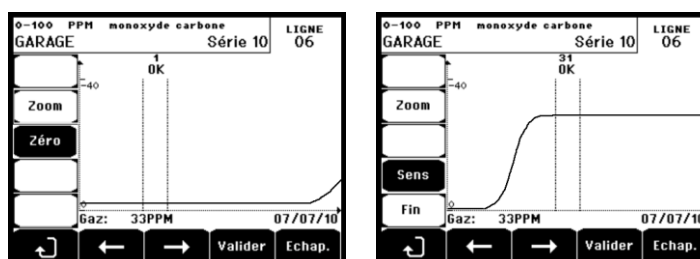 0-100 PPM monoxyde carbone
LIGNE
06
GARAGE Série 10
1
OK
40
Zoom
Zéro
0
Gaz: 33PPM 07/07/10
Valider Echap.
0-100 PPM monoxyde carbone
LIGNE
06
GARAGE Série 10
31
OK
40
Zoom
Sens
Fin
0
Gaz: 33PPM 07/07/10
Valider Echap.